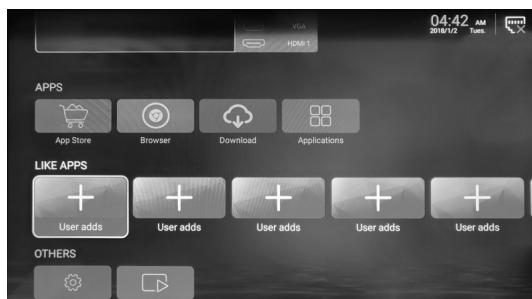 VGA
04:42 AM
2018/1/2 Tues.
HDMI 1
APPS
App Store
Browser
Download
Applications
LIKE APPS
User adds
User adds
User adds
User adds
User adds
OTHERS